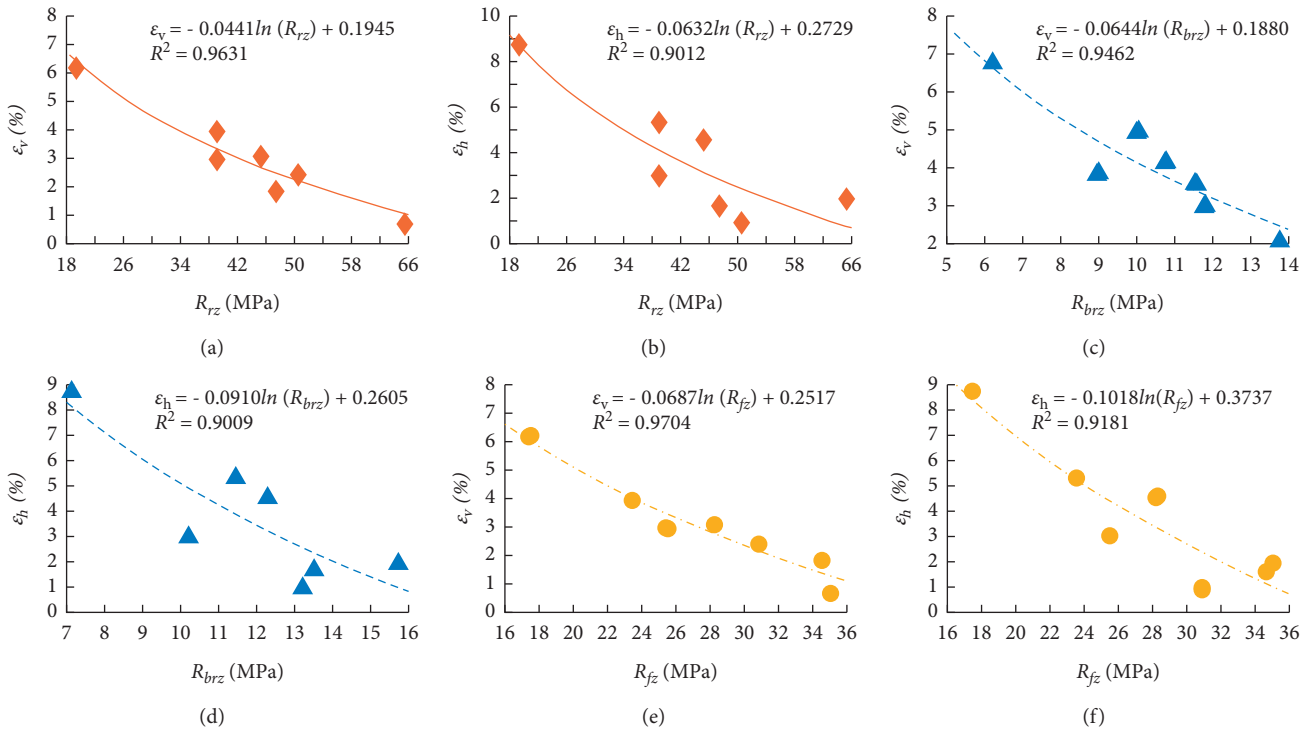 εv = - 0.0441ln (Rrz) + 0.1945
R² = 0.9631
8
7
6
5
4
3
2
1
0
εv (%)
18 26 34 42 50 58 66
Rrz (MPa)
(a)
εh = - 0.0632ln (Rrz) + 0.2729
R² = 0.9012
10
8
6
4
2
0
εh (%)
18 26 34 42 50 58 66
Rrz (MPa)
(b)
εv = - 0.0644ln (Rbrz) + 0.1880
R² = 0.9462
8
7
6
5
4
3
2
εv (%)
5 6 7 8 9 10 11 12 13 14
Rbrz (MPa)
(c)
εh = - 0.0910ln (Rbrz) + 0.2605
R² = 0.9009
9
8
7
6
5
4
3
2
1
0
εh (%)
7 8 9 10 11 12 13 14 15 16
Rbrz (MPa)
(d)
εv = - 0.0687ln (Rfz) + 0.2517
R² = 0.9704
8
7
6
5
4
3
2
1
0
εv (%)
16 18 20 22 24 26 28 30 32 34 36
Rfz (MPa)
(e)
εh = - 0.1018ln(Rfz) + 0.3737
R² = 0.9181
9
8
7
6
5
4
3
2
1
0
εh (%)
16 18 20 22 24 26 28 30 32 34 36
Rfz (MPa)
(f)